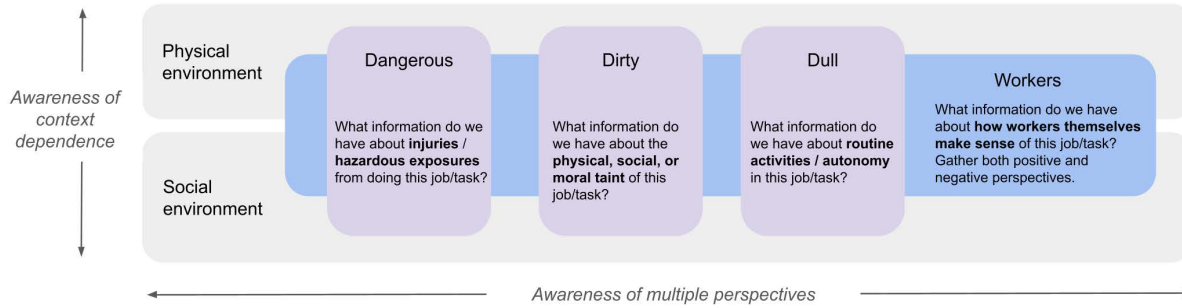 Awareness of
context
dependence
Physical
environment
Social
environment
Dangerous
What information do we
have about injuries /
hazardous exposures
from doing this job/task?
Dirty
What information do
we have about the
physical, social, or
moral taint of this
job/task?
Dull
What information do
we have about routine
activities / autonomy
in this job/task?
Workers
What information do we have
about how workers themselves
make sense of this job/task?
Gather both positive and
negative perspectives.
Awareness of multiple perspectives